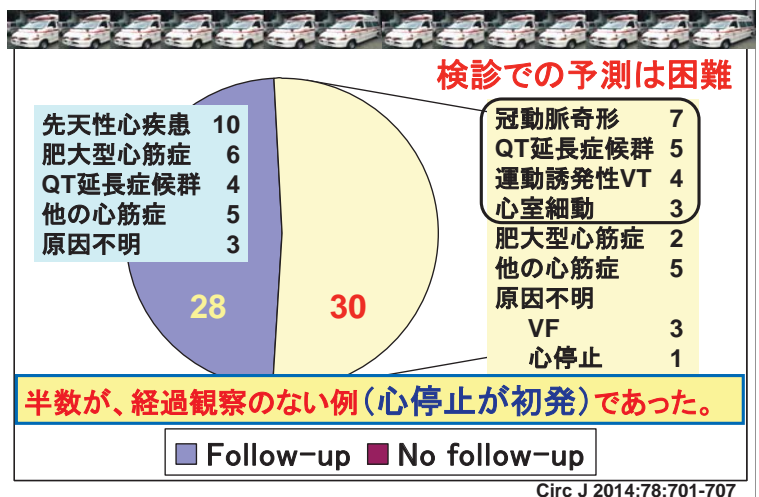 検診での予測は困難
先天性心疾患 10
肥大型心筋症 6
QT延長症候群 4
他の心筋症 5
原因不明 3
冠動脈奇形 7
QT延長症候群 5
運動誘発性VT 4
心室細動 3
肥大型心筋症 2
他の心筋症 5
原因不明
VF 3
心停止 1
28
30
半数が、経過観察のない例(心停止が初発)であった。
Follow-up No follow-up
Circ J 2014:78:701-707